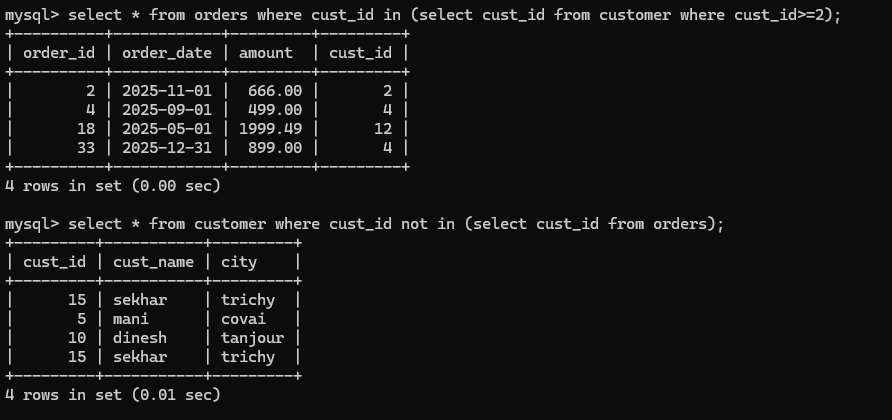 mysql> select * from orders where cust_id in (select cust_id from customer where cust_id>=2);
+----------+------------+---------+---------+
| order_id | order_date | amount  | cust_id |
+----------+------------+---------+---------+
|        2 | 2025-11-01 |  666.00 |       2 |
|        4 | 2025-09-01 |  499.00 |       4 |
|       18 | 2025-05-01 | 1999.49 |      12 |
|       33 | 2025-12-31 |  899.00 |       4 |
+----------+------------+---------+---------+
4 rows in set (0.00 sec)

mysql> select * from customer where cust_id not in (select cust_id from orders);
+---------+-----------+---------+
| cust_id | cust_name | city    |
+---------+-----------+---------+
|      15 | sekhar    | trichy  |
|       5 | mani      | covai   |
|      10 | dinesh    | tanjour |
|      15 | sekhar    | trichy  |
+---------+-----------+---------+
4 rows in set (0.01 sec)